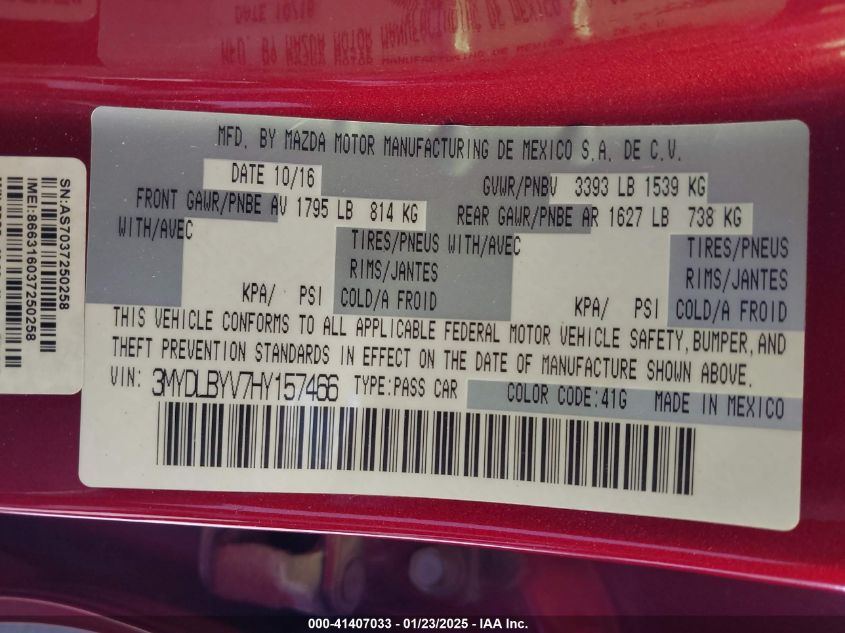 MFD. BY MAZDA MOTOR MANUFACTURING DE MEXICO S.A. DE C.V.
DATE 10/16
GVWR/PNBV 3393 LB 1539 KG
FRONT GAWR/PNBE AV 1795 LB 814 KG
REAR GAWR/PNBE AR 1627 LB 738 KG
WITH/AVEC
TIRES/PNEUS
WITH/AVEC
TIRES/PNEUS
RIMS/JANTES
RIMS/JANTES
KPA/ PSI COLD/A FROID
KPA/ PSI COLD/A FROID
THIS VEHICLE CONFORMS TO ALL APPLICABLE FEDERAL MOTOR VEHICLE SAFETY, BUMPER, AND
THEFT PREVENTION STANDARDS IN EFFECT ON THE DATE OF MANUFACTURE SHOWN ABOVE.
VIN: 3MYDLBYV7HY157466 TYPE:PASS CAR COLOR CODE:41G MADE IN MEXICO
SN:AS7037250258
IMEI:866316037250258
000-41407033 - 01/23/2025 - IAA Inc.